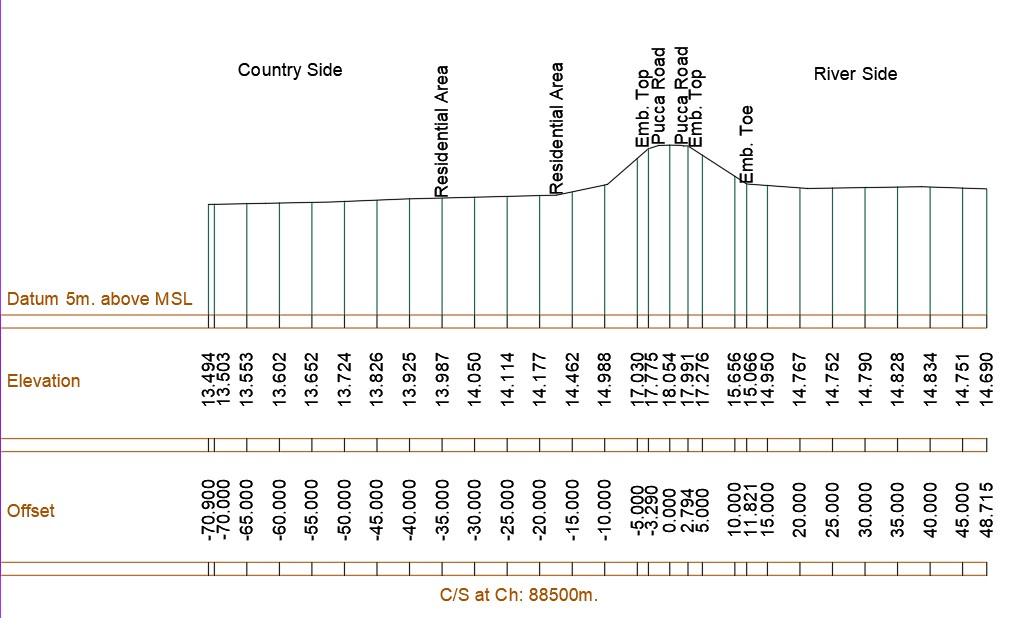 Country Side
River Side
Residential Area
Residential Area
Emb. Top
Pucca Road
Pucca Road
Emb. Top
Emb. Toe
Datum 5m. above MSL
Elevation
13.494 13.503 13.553 13.602 13.652 13.724 13.826 13.925 13.987 14.050 14.114 14.177 14.462 14.988 17.030 17.775 18.054 17.991 17.276 15.656 15.066 14.950 14.767 14.752 14.790 14.828 14.834 14.751 14.690
Offset
-70.900 -70.000 -65.000 -60.000 -55.000 -50.000 -45.000 -40.000 -35.000 -30.000 -25.000 -20.000 -15.000 -10.000 -5.000 -3.290 0.000 2.794 5.000 10.000 11.821 15.000 20.000 25.000 30.000 35.000 40.000 45.000 48.715
C/S at Ch: 88500m.